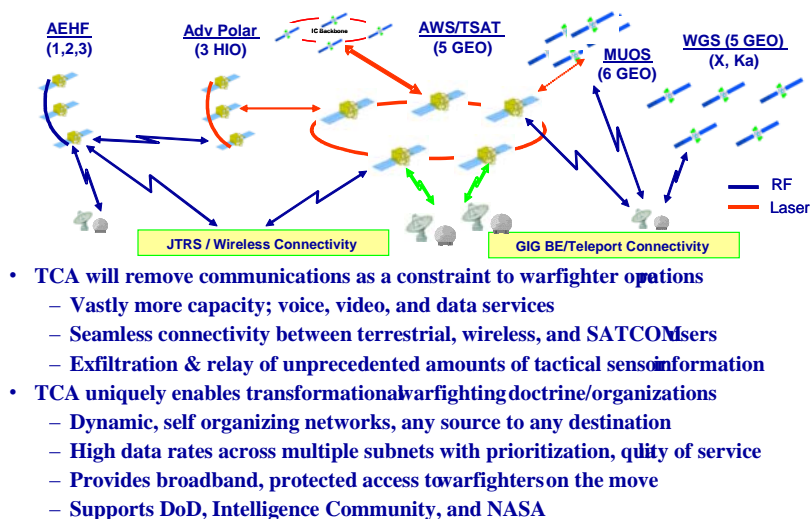 AEHF
(1,2,3)
Adv Polar
(3 HIO)
IC Backbone
AWS/TSAT
(5 GEO)
MUOS
(6 GEO)
WGS (5 GEO)
(X, Ka)
RF
Laser
JTRS / Wireless Connectivity
GIG BE/Teleport Connectivity
• TCA will remove communications as a constraint to warfighter operations
– Vastly more capacity; voice, video, and data services
– Seamless connectivity between terrestrial, wireless, and SATCOM users
– Exfiltration & relay of unprecedented amounts of tactical sensor information
• TCA uniquely enables transformational warfighting doctrine/organizations
– Dynamic, self organizing networks, any source to any destination
– High data rates across multiple subnets with prioritization, quality of service
– Provides broadband, protected access to warfighters on the move
– Supports DoD, Intelligence Community, and NASA